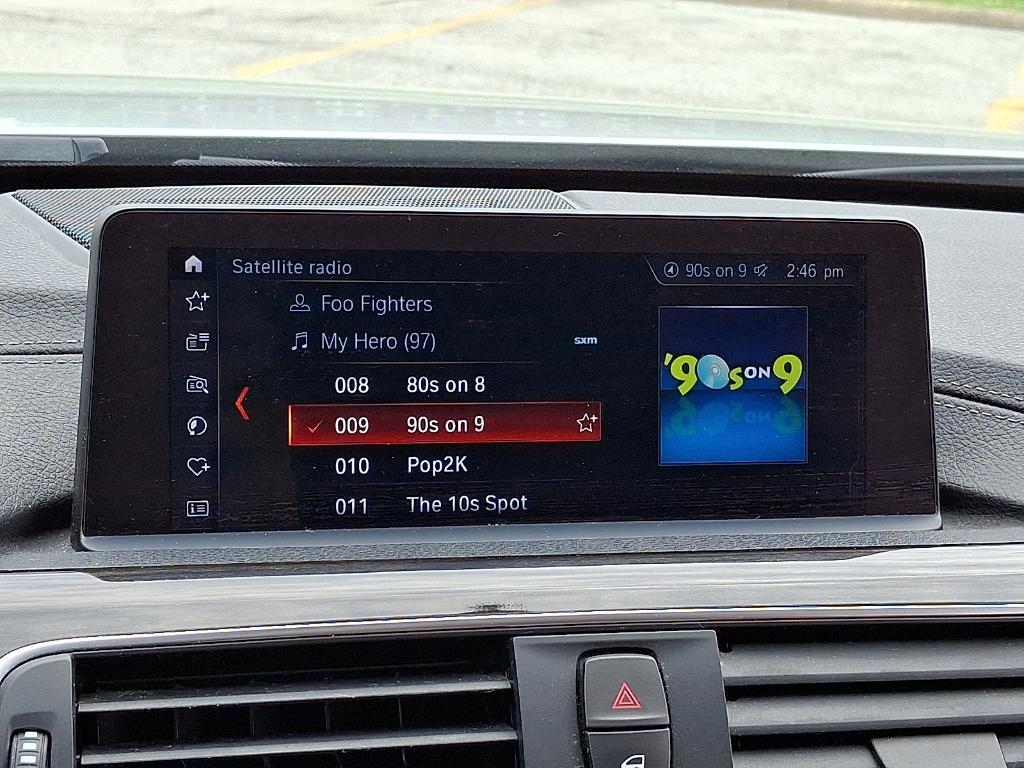 Satellite radio
90s on 9 2:46 pm
Foo Fighters
My Hero (97)
sxm
008 80s on 8
009 90s on 9
010 Pop2K
011 The 10s Spot
'90s ON 9